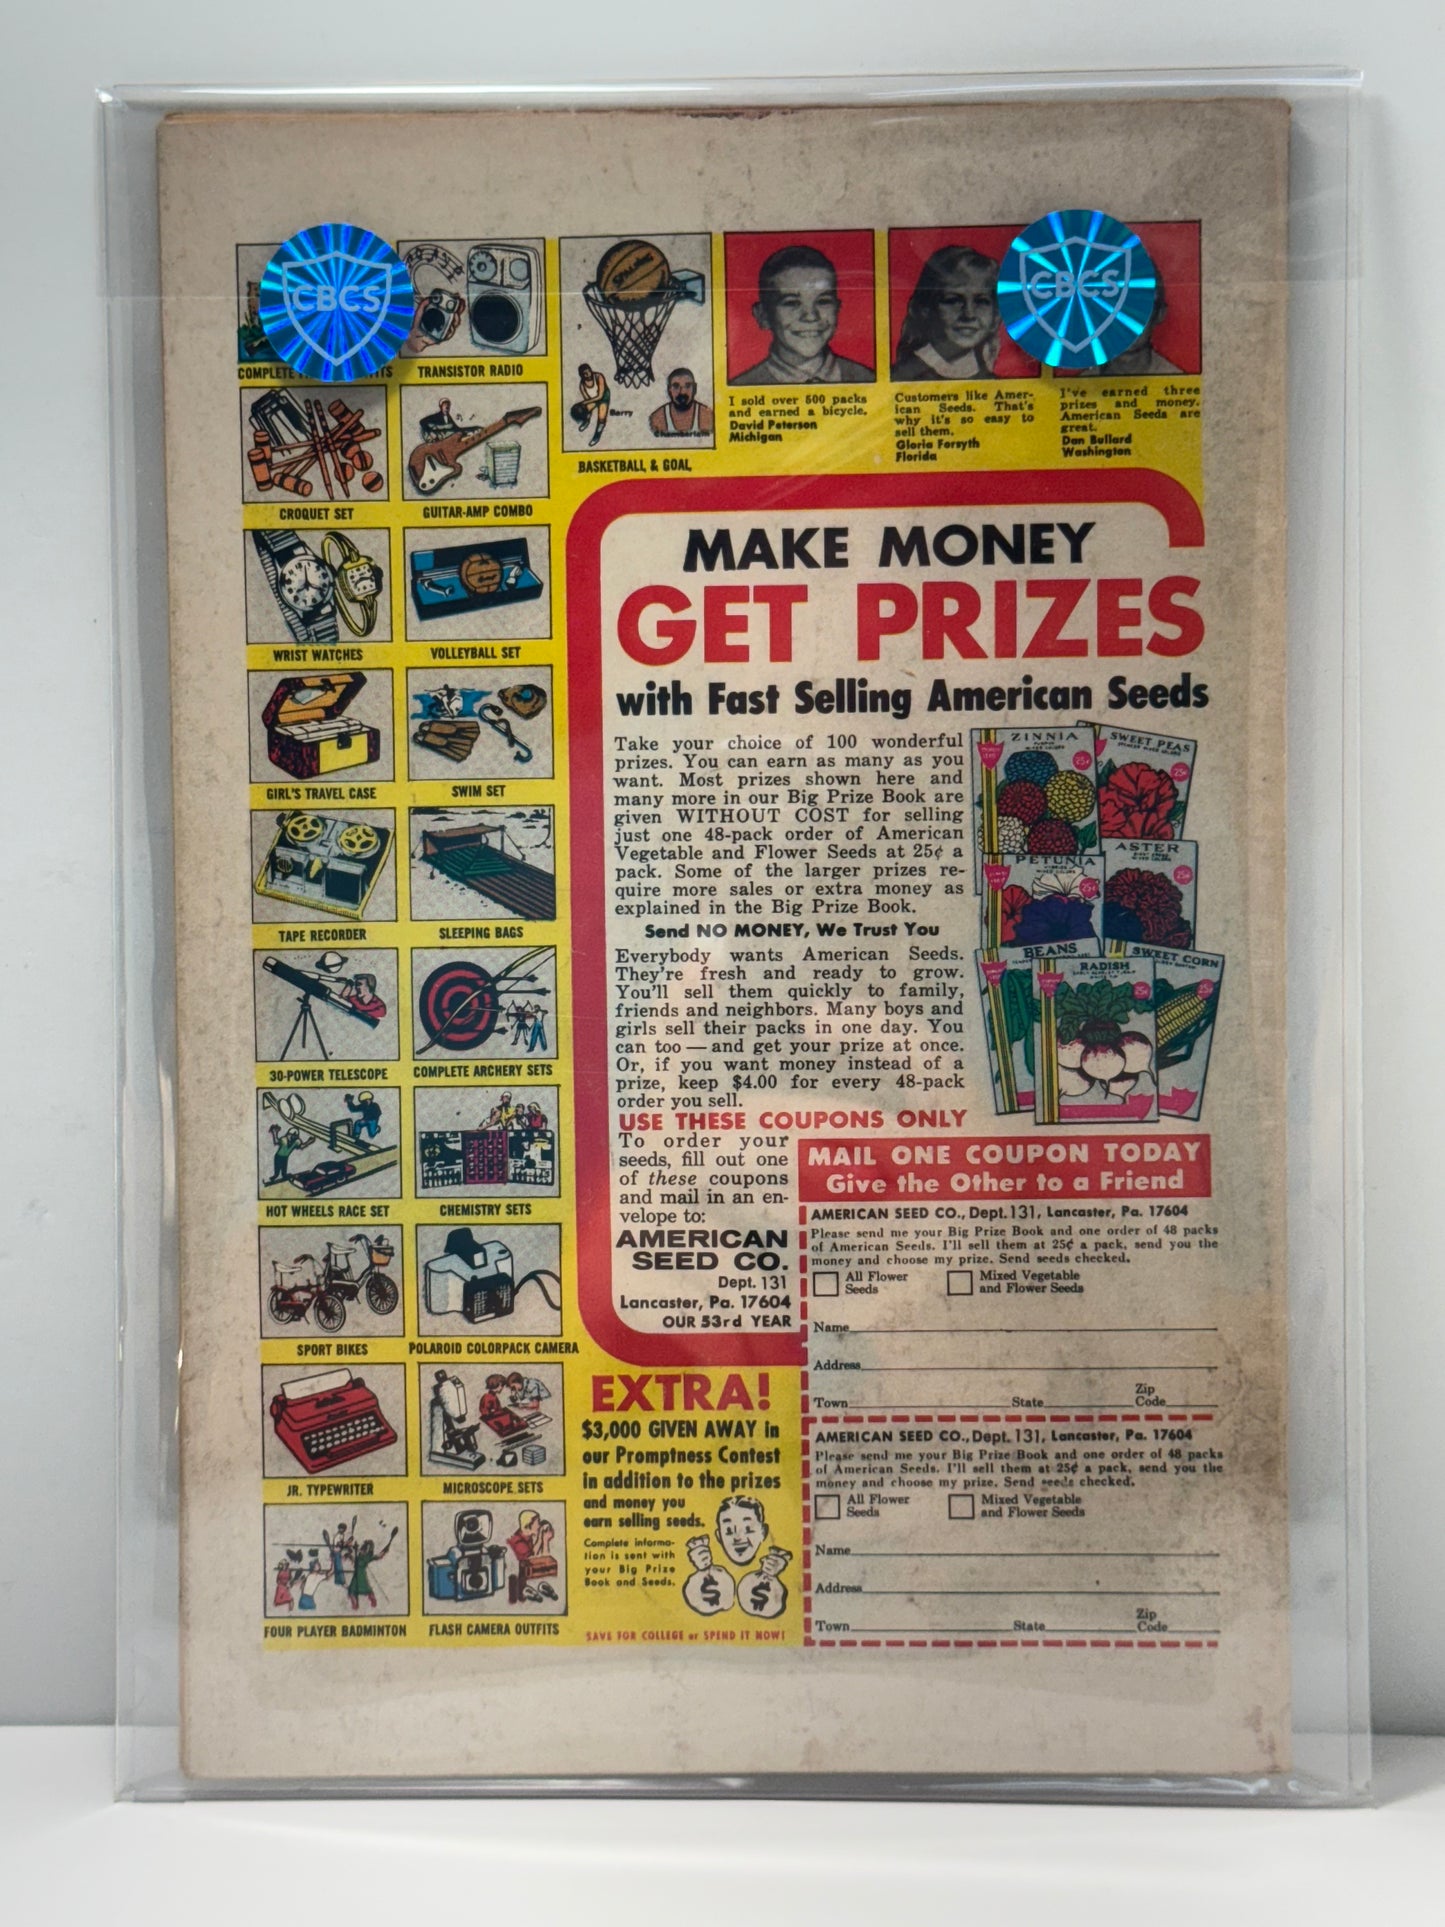 CBCS
CBCS
SPALDING
Barry
Chamberlain
COMPLETE
TRANSISTOR RADIO
BASKETBALL & GOAL
CROQUET SET
GUITAR-AMP COMBO
WRIST WATCHES
VOLLEYBALL SET
GIRL'S TRAVEL CASE
SWIM SET
TAPE RECORDER
SLEEPING BAGS
30-POWER TELESCOPE
COMPLETE ARCHERY SETS
HOT WHEELS RACE SET
CHEMISTRY SETS
SPORT BIKES
POLAROID COLORPACK CAMERA
JR. TYPEWRITER
MICROSCOPE SETS
FOUR PLAYER BADMINTON
FLASH CAMERA OUTFITS
I sold over 500 packs
and earned a bicycle.
David Peterson
Michigan
Customers like Amer-
ican Seeds. That's
why it's so easy to
sell them.
Gloria Forsyth
Florida
I've earned three
prizes and money.
American Seeds are
great.
Dan Bullard
Washington
MAKE MONEY
GET PRIZES
with Fast Selling American Seeds
Take your choice of 100 wonderful
prizes. You can earn as many as you
want. Most prizes shown here and
many more in our Big Prize Book are
given WITHOUT COST for selling
just one 48-pack order of American
Vegetable and Flower Seeds at 25¢ a
pack. Some of the larger prizes re-
quire more sales or extra money as
explained in the Big Prize Book.
Send NO MONEY, We Trust You
Everybody wants American Seeds.
They're fresh and ready to grow.
You'll sell them quickly to family,
friends and neighbors. Many boys and
girls sell their packs in one day. You
can too — and get your prize at once.
Or, if you want money instead of a
prize, keep $4.00 for every 48-pack
order you sell.
ZINNIA
25¢
SWEET PEAS
25¢
PETUNIA
MIXED COLORS
25¢
ASTER
25¢
BEANS
RADISH
25¢
SWEET CORN
25¢
USE THESE COUPONS ONLY
To order your
seeds, fill out one
of these coupons
and mail in an en-
velope to:
AMERICAN
SEED CO.
Dept. 131
Lancaster, Pa. 17604
OUR 53rd YEAR
MAIL ONE COUPON TODAY
Give the Other to a Friend
AMERICAN SEED CO., Dept. 131, Lancaster, Pa. 17604
Please send me your Big Prize Book and one order of 48 packs
of American Seeds. I'll sell them at 25¢ a pack, send you the
money and choose my prize. Send seeds checked.
All Flower
Seeds
Mixed Vegetable
and Flower Seeds
Name
Address
Town State Zip Code
AMERICAN SEED CO., Dept. 131, Lancaster, Pa. 17604
Please send me your Big Prize Book and one order of 48 packs
of American Seeds. I'll sell them at 25¢ a pack, send you the
money and choose my prize. Send seeds checked.
All Flower
Seeds
Mixed Vegetable
and Flower Seeds
Name
Address
Town State Zip Code
EXTRA!
$3,000 GIVEN AWAY in
our Promptness Contest
in addition to the prizes
and money you
earn selling seeds.
Complete informa-
tion is sent with
your Big Prize
Book and Seeds.
$ $
SAVE FOR COLLEGE or SPEND IT NOW!